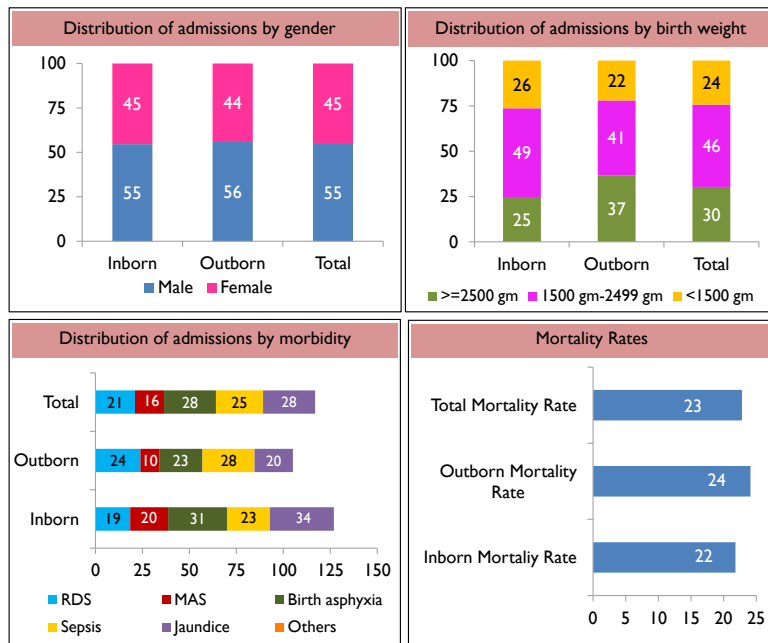 Distribution of admissions by gender
100
75
50
25
0
45
44
45
55
56
55
Inborn
Outborn
Total
Male
Female
Distribution of admissions by birth weight
100
75
50
25
0
26
22
24
49
41
46
25
37
30
Inborn
Outborn
Total
>=2500 gm
1500 gm-2499 gm
<1500 gm
Distribution of admissions by morbidity
Total
21
16
28
25
28
Outborn
24
10
23
28
20
Inborn
19
20
31
23
34
0
25
50
75
100
125
150
RDS
MAS
Birth asphyxia
Sepsis
Jaundice
Others
Mortality Rates
Total Mortality Rate
23
Outborn Mortality
Rate
24
Inborn Mortaliy Rate
22
0
5
10
15
20
25